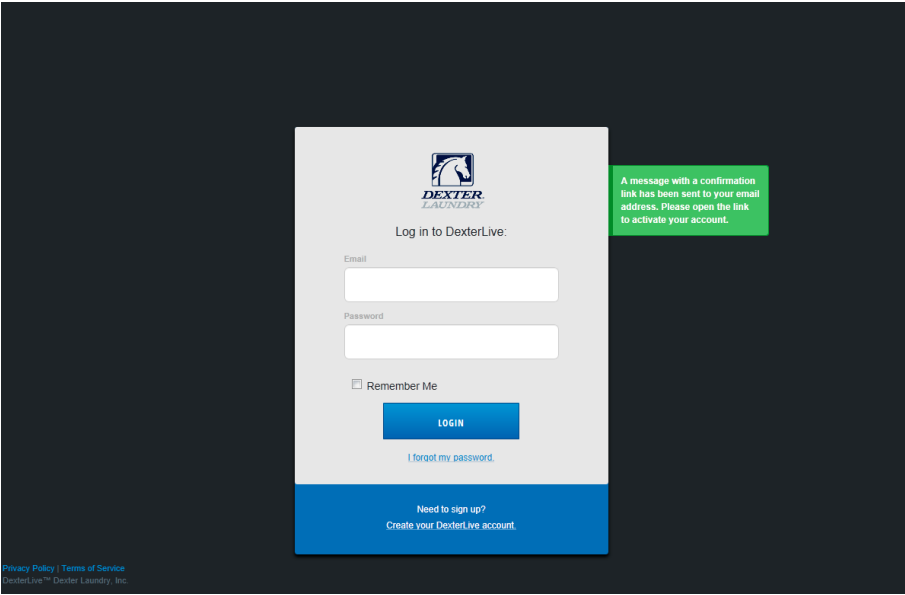 DEXTER
LAUNDRY
Log in to DexterLive:
Email
Password
Remember Me
LOGIN
I forgot my password.
Need to sign up?
Create your DexterLive account.
A message with a confirmation
link has been sent to your email
address. Please open the link
to activate your account.
Privacy Policy | Terms of Service
DexterLive™ Dexter Laundry, Inc.